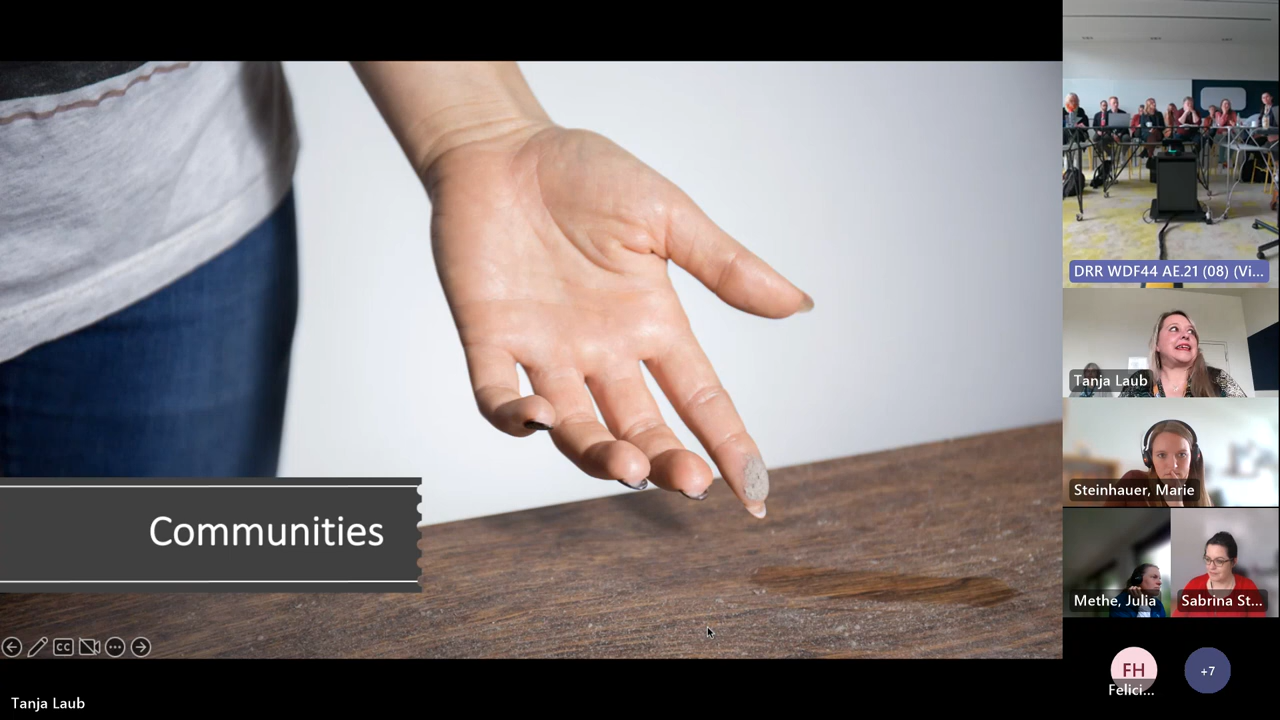 Communities
CC
Tanja Laub
DRR WDF44 AE.21 (08) (Vi...
Tanja Laub
Steinhauer, Marie
Methe, Julia
Sabrina St...
FH
Felici...
+7